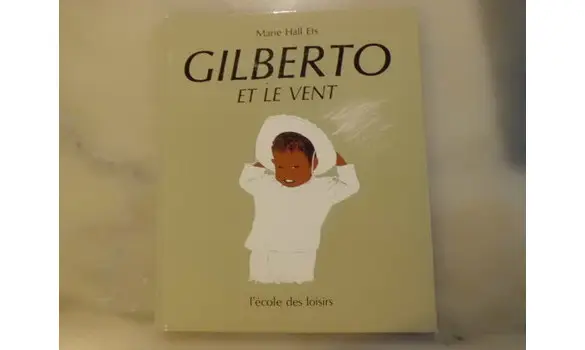 Marie Hall Ets
GILBERTO
ET LE VENT
l'école des loisirs